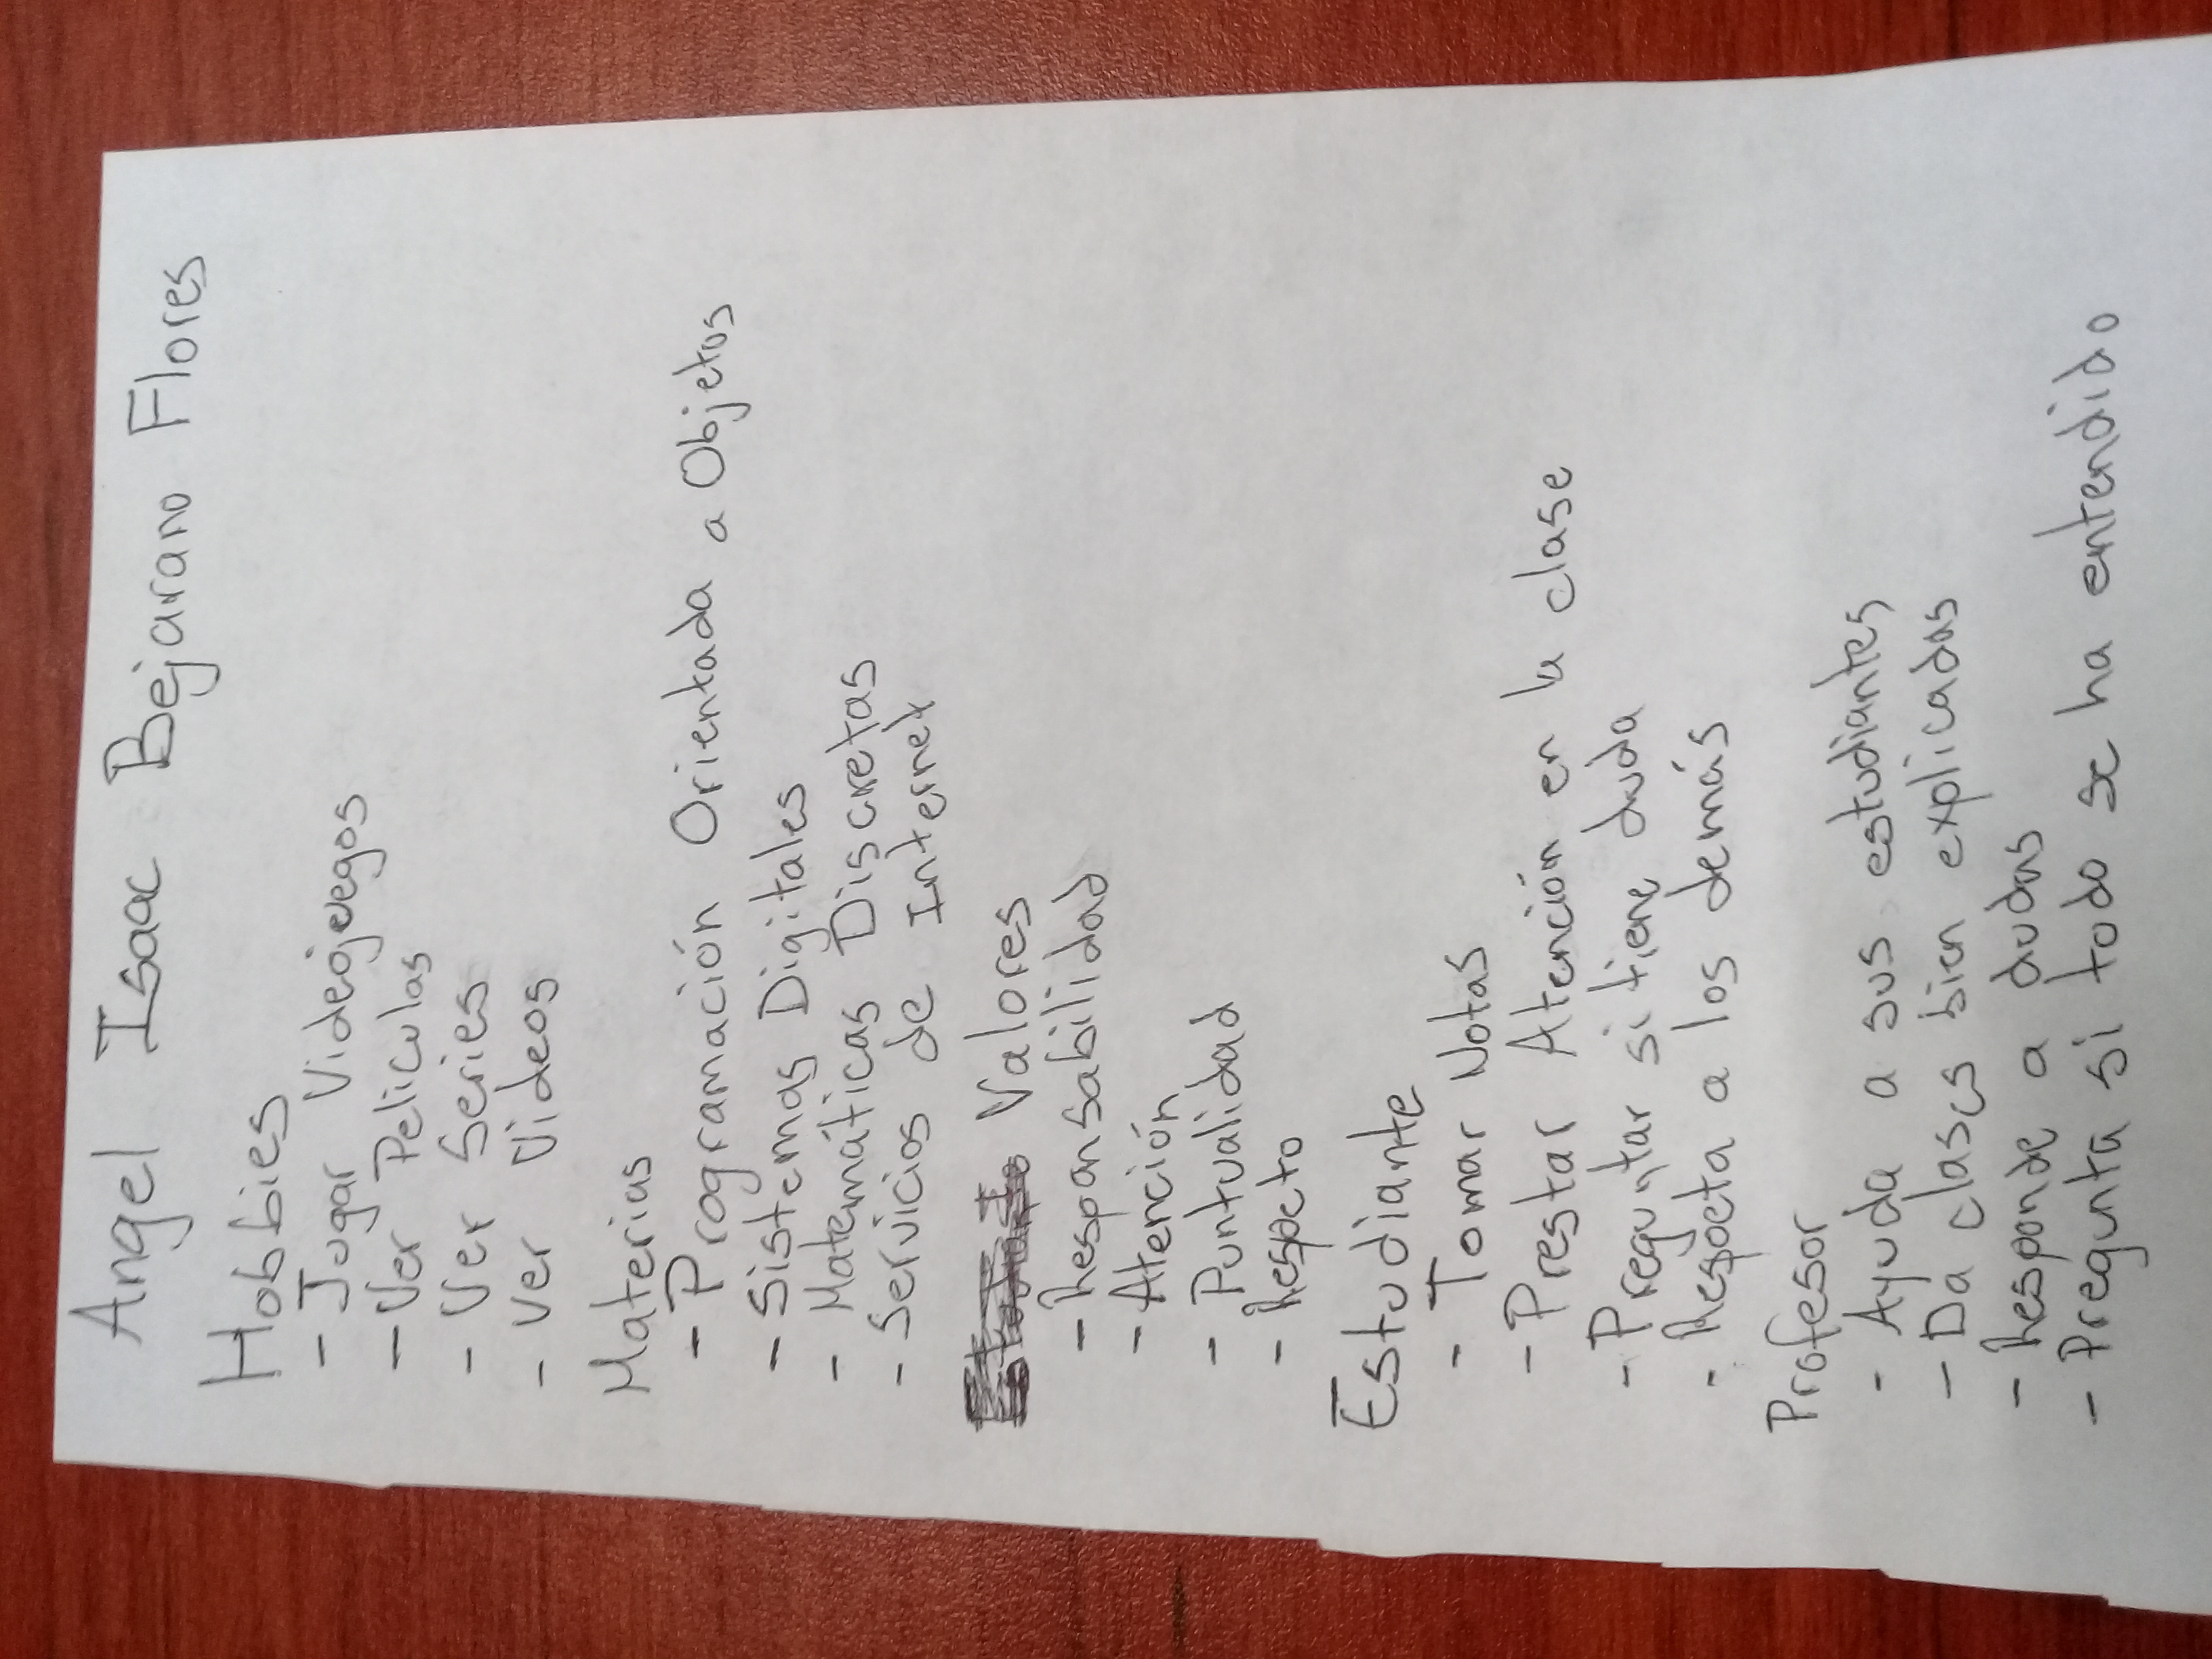 Angel Isaac Bejarano Flores
Hobbies
- Jugar Videojuegos
- Ver Peliculas
- Ver Series
- Ver Videos
Materias
- Programación Orientada a Objetos
- Sistemas Digitales
- Matemáticas Discretas
- Servicios de Internet
Valores
- Responsabilidad
- Atención
- Puntualidad
- Respeto
Estudiante
- Tomar Notas
- Prestar Atención en la clase
- Preguntar si tiene duda
- Respeta a los demás
Profesor
- Ayuda a sus estudiantes
- Da clases bien explicadas
- Responde a dudas
- Pregunta si todo se ha entendido